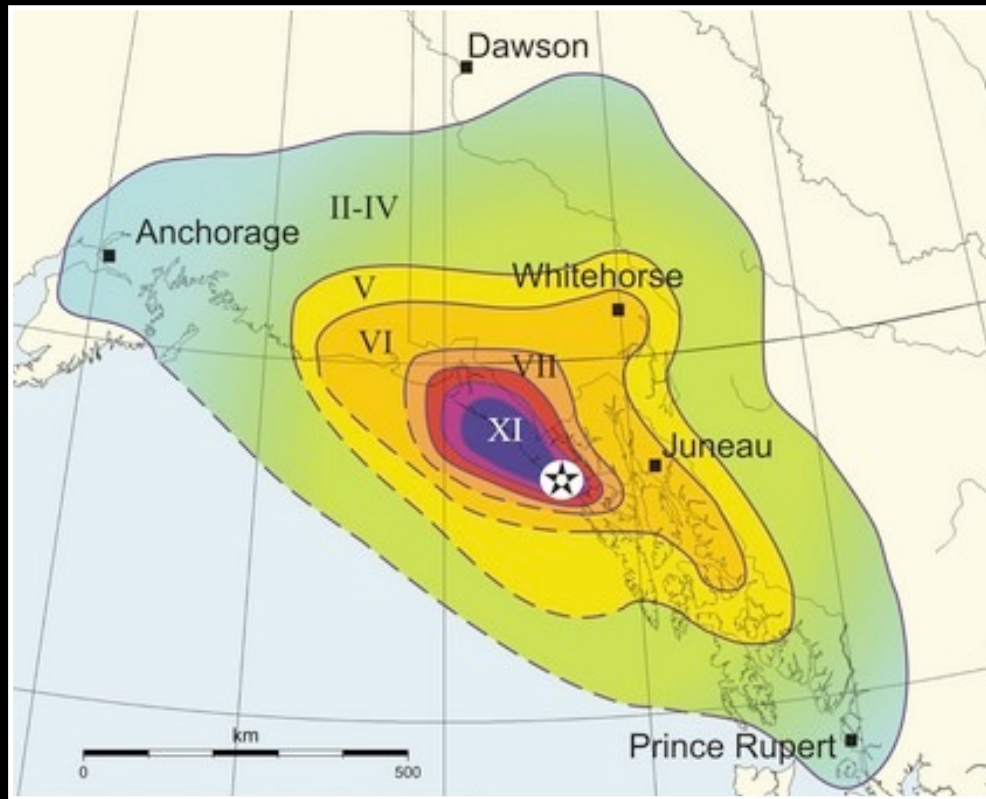 Dawson
II-IV
Anchorage
Whitehorse
V
VI
VII
XI
Juneau
km
0
500
Prince Rupert